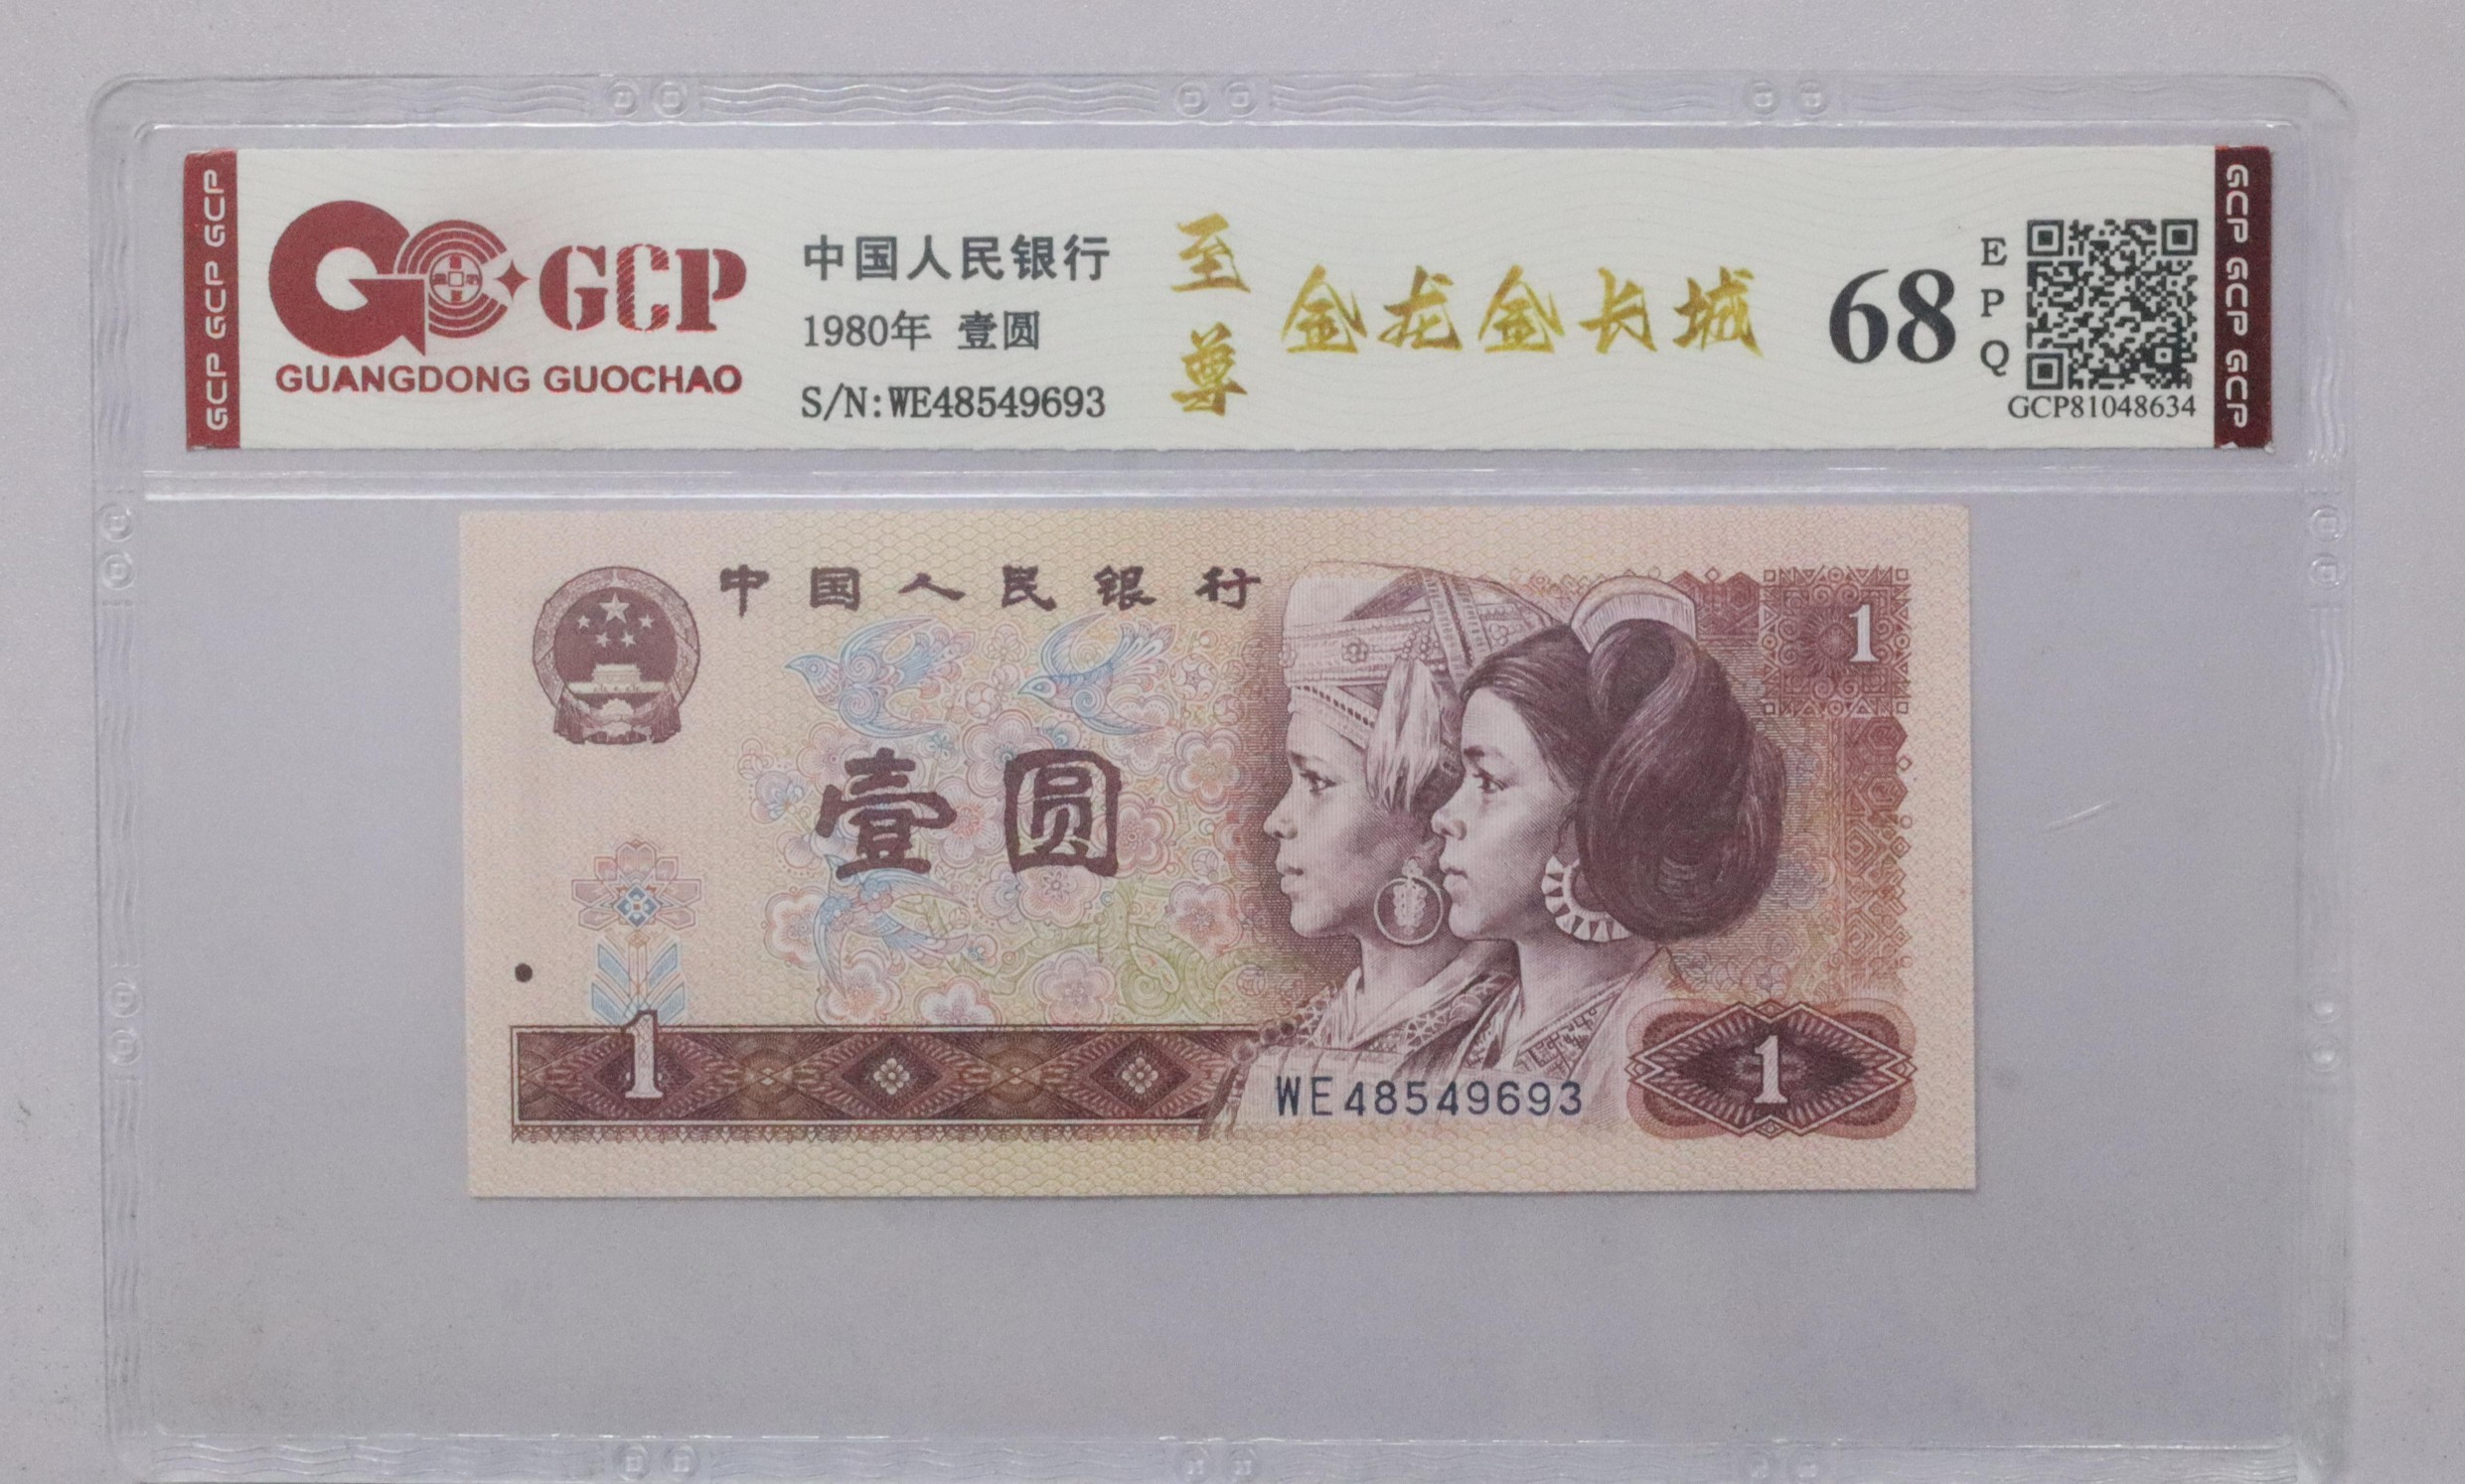 GCP GCP GCP
GCP
GUANGDONG GUOCHAO
中国人民银行
1980年 壹圆
S/N:WE48549693
至尊
金龙金长城
68
EPQ
GCP81048634
GCP GCP GCP
中国人民银行
壹圆
1
1
WE48549693
1